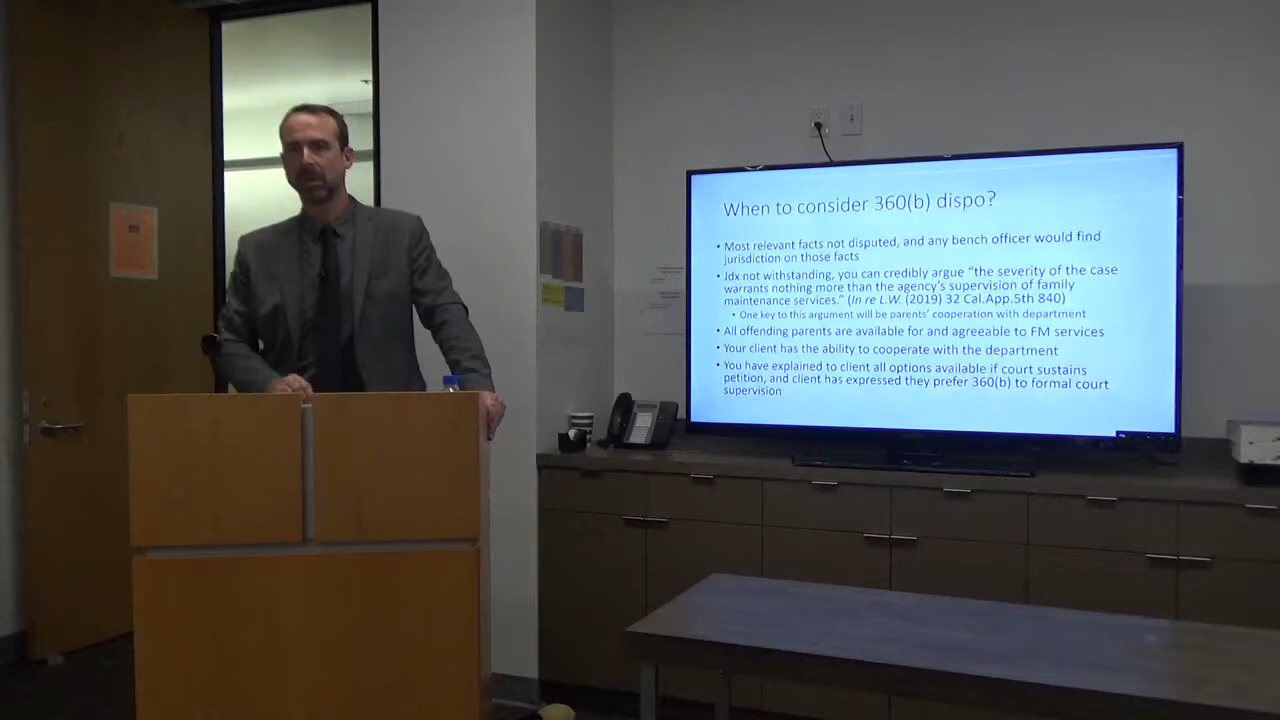 When to consider 360(b) dispo?
• Most relevant facts not disputed, and any bench officer would find
jurisdiction on those facts
• Jdx not withstanding, you can credibly argue “the severity of the case
warrants nothing more than the agency’s supervision of family
maintenance services.” (In re L.W. (2019) 32 Cal.App.5th 840)
• One key to this argument will be parents’ cooperation with department
• All offending parents are available for and agreeable to FM services
• Your client has the ability to cooperate with the department
• You have explained to client all options available if court sustains
petition, and client has expressed they prefer 360(b) to formal court
supervision